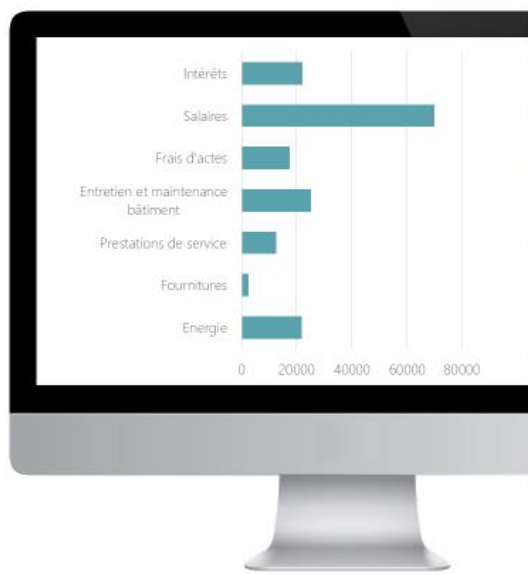 Intérêts
Salaires
Frais d'actes
Entretien et maintenance
bâtiment
Prestations de service
Fournitures
Energie
0 20000 40000 60000 80000